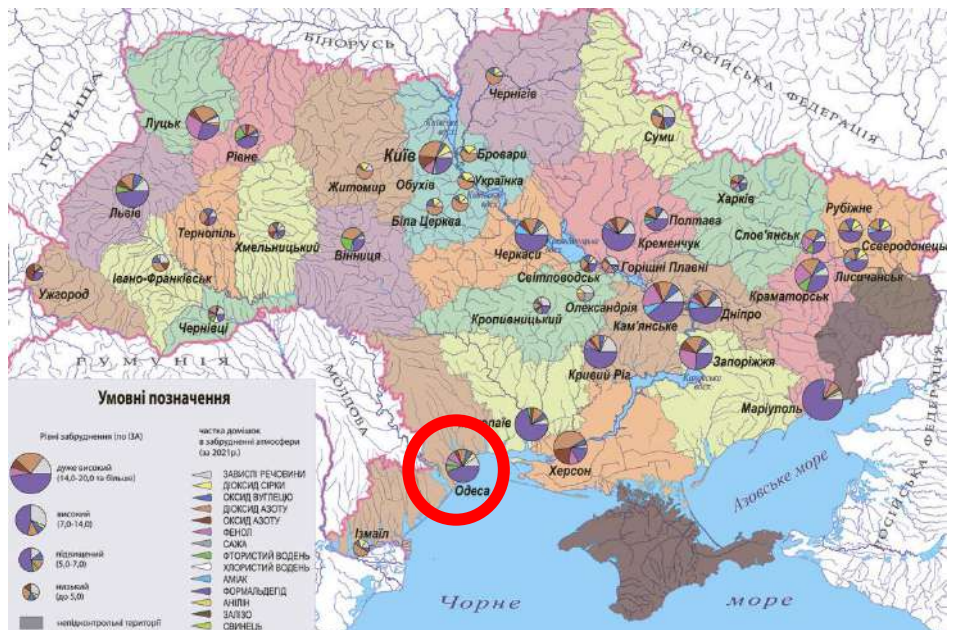 БІЛОРУСЬ
РОСІЙСЬКА ФЕДЕРАЦІЯ
ПОЛЬЩА
Чернігів
Луцьк
Рівне
Суми
Київ
Бровари
Житомир
Обухів
Українка
Львів
Біла Церква
Харків
Рубіжне
Тернопіль
Хмельницький
Полтава
Слов'янськ
Сєвєродонецьк
Вінниця
Черкаси
Кременчук
Лисичанськ
Івано-Франківськ
Світловодськ
Горішні Плавні
Краматорськ
Ужгород
Олександрія
Чернівці
Кропивницький
Кам'янське
Дніпро
РУМУНІЯ
МОЛДОВА
Кривий Ріг
Запоріжжя
Маріуполь
Херсон
Одеса
Ізмаїл
Азовське море
РОСІЙСЬКА ФЕДЕРАЦІЯ
Чорне море
Умовні позначення
Рівні забруднення (по ІЗА)
дуже високий
(14,0-20,0 та більше)
високий
(7,0-14,0)
підвищений
(5,0-7,0)
низький
(до 5,0)
непідконтрольні території
частка домішок
в забрудненні атмосфери
(за 2021р.)
ЗАВИСЛІ РЕЧОВИНИ
ДІОКСИД СІРКИ
ОКСИД ВУГЛЕЦЮ
ДІОКСИД АЗОТУ
ОКСИД АЗОТУ
ФЕНОЛ
САЖА
ФТОРИСТИЙ ВОДЕНЬ
ХЛОРИСТИЙ ВОДЕНЬ
АМІАК
ФОРМАЛЬДЕГІД
АНІЛІН
ЗАЛІЗО
СВИНЕЦЬ